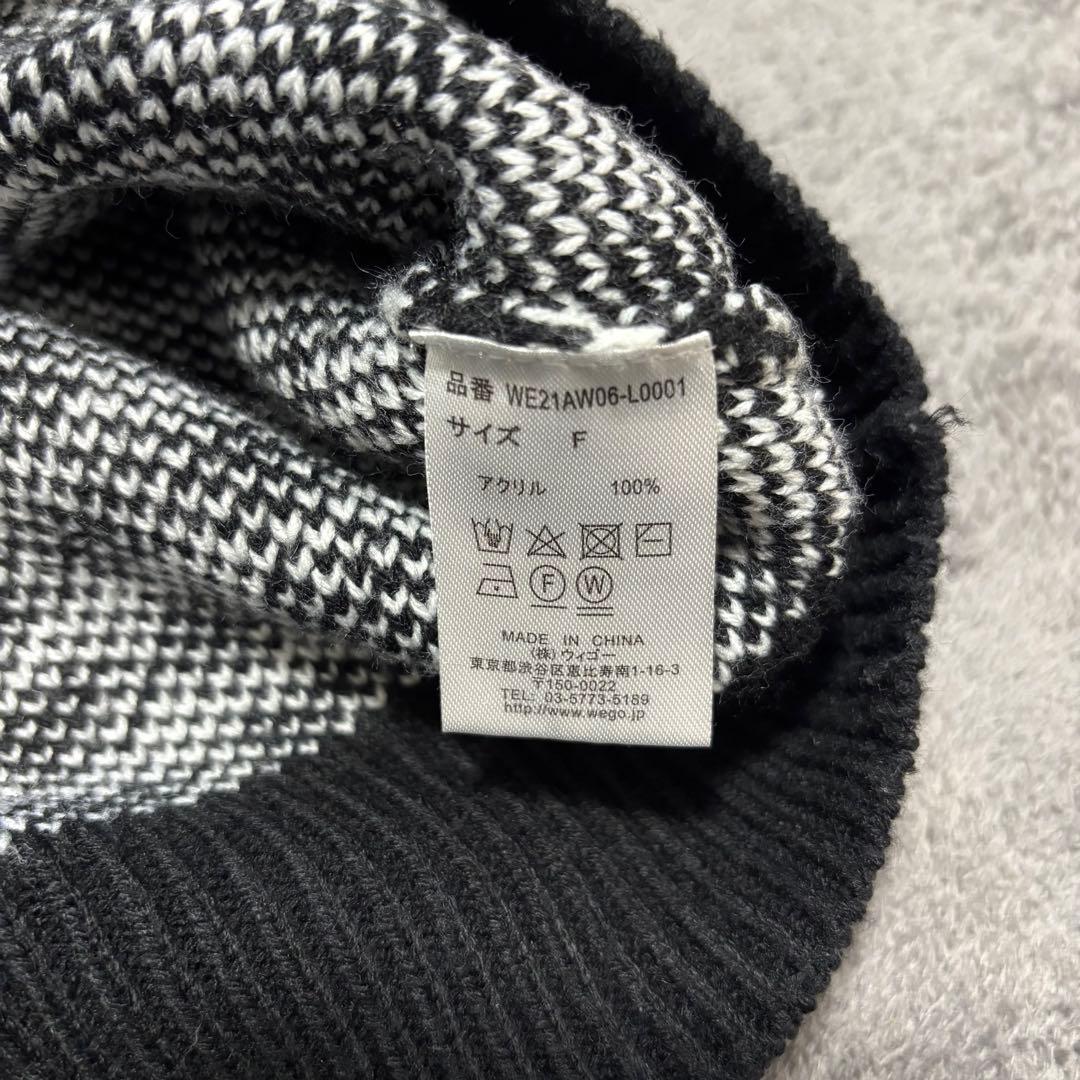 品番 WE21AW06-L0001
サイズ F
アクリル 100%
F W
MADE IN CHINA
(株)ウィゴー
東京都渋谷区恵比寿南1-16-3
〒150-0022
TEL: 03-5773-5189
http://www.wego.jp